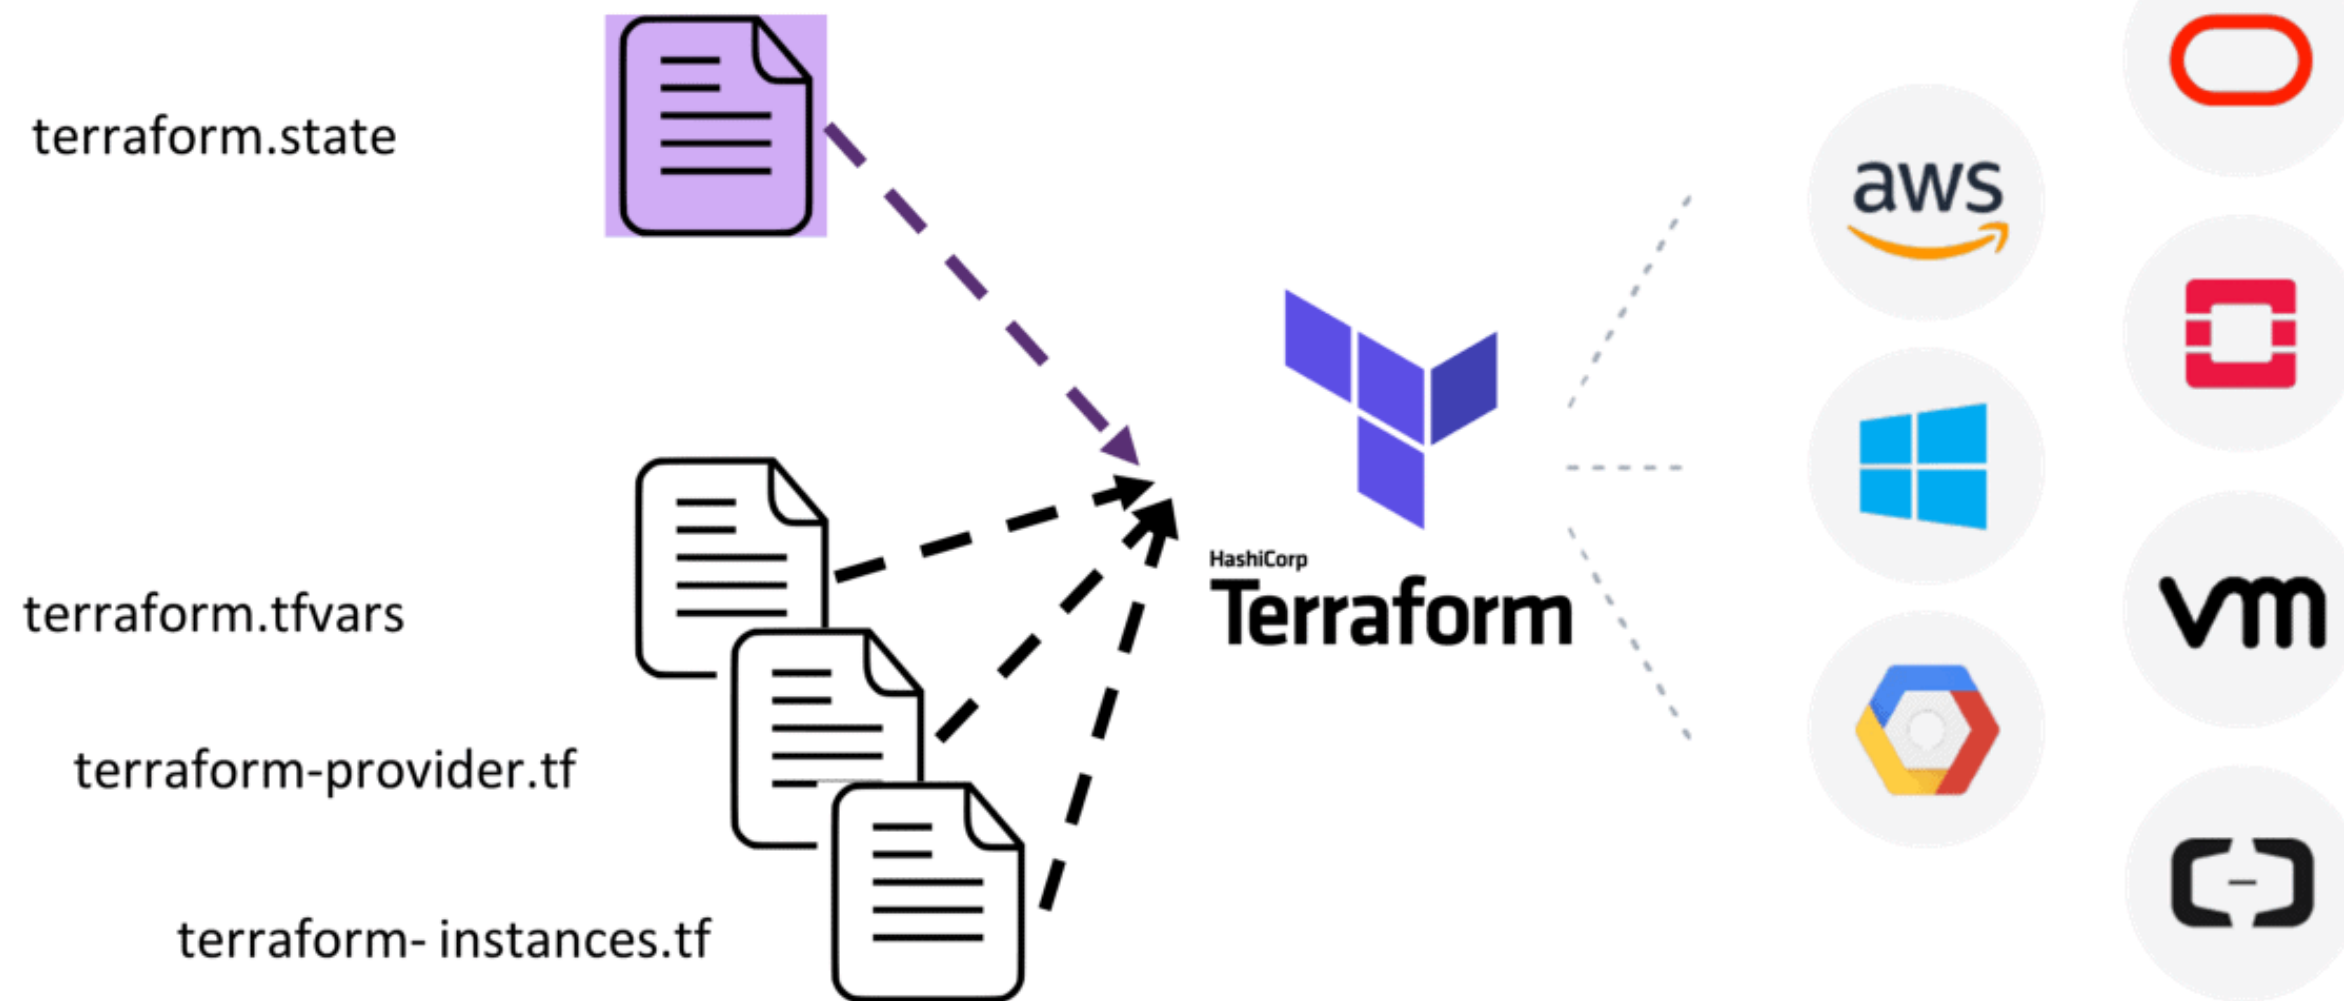 terraform.state
aws
HashiCorp
Terraform
terraform.tfvars
vm
terraform-provider.tf
terraform- instances.tf